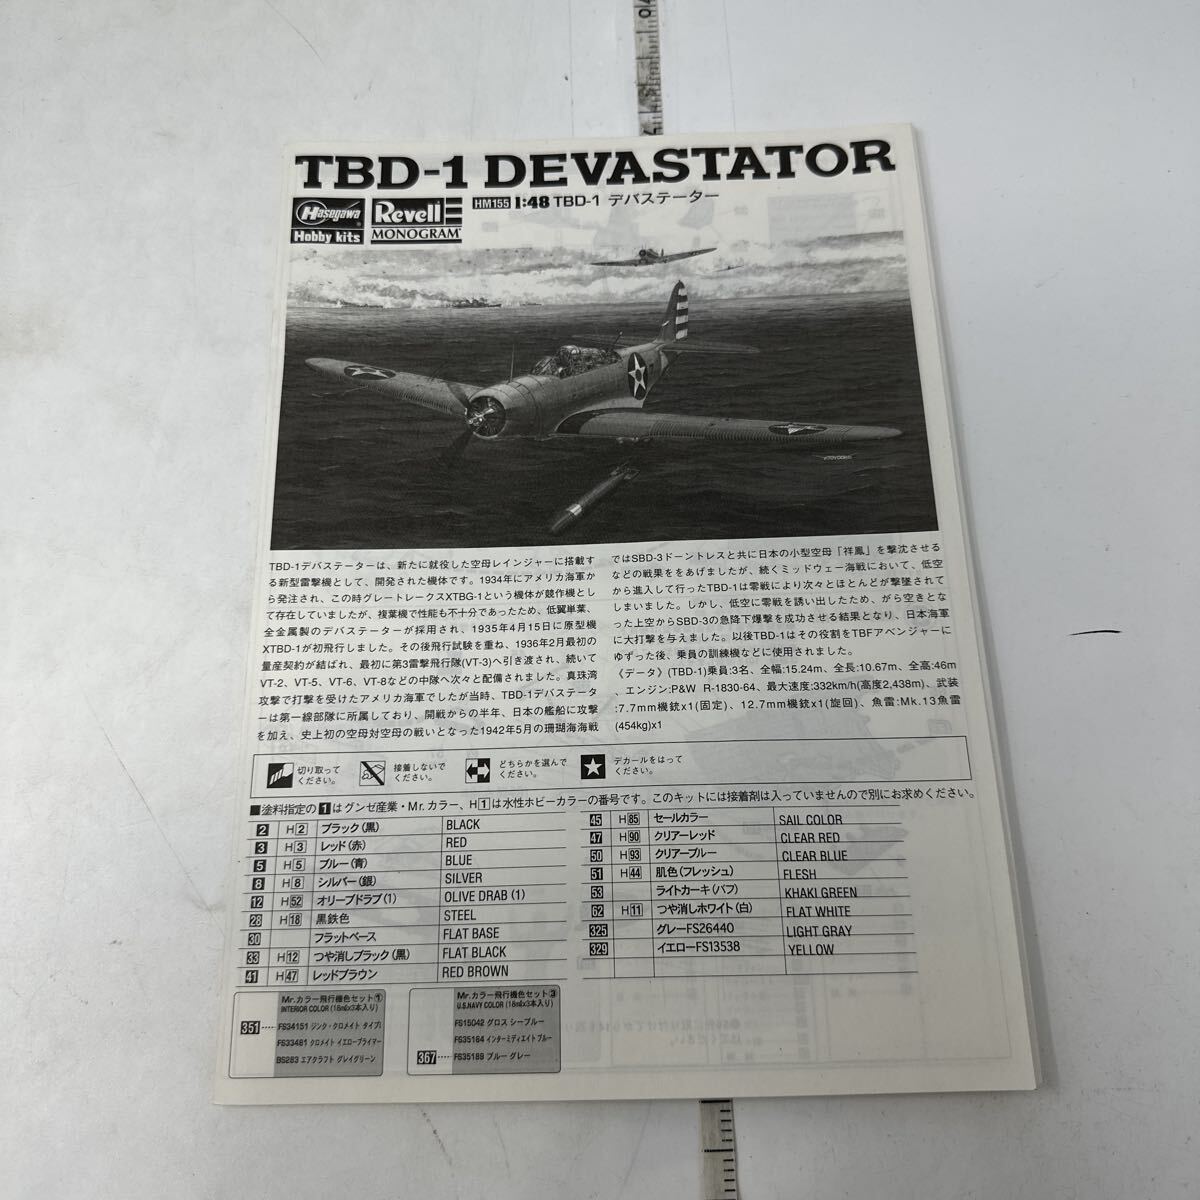 TBD-1 DEVASTATOR
Hasegawa
Hobby kits
Revell
MONOGRAM
HM155 1:48 TBD-1 デバステーター
TBD-1デバステーターは、新たに就役した空母レインジャーに搭載す
る新型雷撃機として、開発された機体です。1934年にアメリカ海軍か
ら発注され、この時グレートレークスXTBG-1という機体が競作機とし
て存在していましたが、複葉機で性能も不十分であったため、低翼単葉、
全金属製のデバステーターが採用され、1935年4月15日に原型機
XTBD-1が初飛行しました。その後飛行試験を重ね、1936年2月最初の
量産契約が結ばれ、最初に第3雷撃飛行隊(VT-3)へ引き渡され、続いて
VT-2、VT-5、VT-6、VT-8などの中隊へ次々と配備されました。真珠湾
攻撃で打撃を受けたアメリカ海軍でしたが当時、TBD-1デバステータ
ーは第一線部隊に所属しており、開戦からの半年、日本の艦船に攻撃
を加え、史上初の空母対空母の戦いとなった1942年5月の珊瑚海海戦
ではSBD-3ドーントレスと共に日本の小型空母「祥鳳」を撃沈させる
などの戦果ををあげましたが、続くミッドウェー海戦において、低空
から進入して行ったTBD-1は零戦により次々とほとんどが撃墜されて
しまいました。しかし、低空に零戦を誘い出したため、がら空きとな
った上空からSBD-3の急降下爆撃を成功させる結果となり、日本海軍
に大打撃を与えました。以後TBD-1はその役割をTBFアベンジャーに
ゆずった後、乗員の訓練機などに使用されました。
《データ》(TBD-1)乗員:3名、全幅:15.24m、全長:10.67m、全高:46m
、エンジン:P&W R-1830-64、最大速度:332km/h(高度2,438m)、武装
:7.7mm機銃x1(固定)、12.7mm機銃x1(旋回)、魚雷:Mk.13魚雷
(454kg)x1
切り取って
ください。
接着しないで
ください。
どちらかを選んで
ください。
デカールをはって
ください。
■塗料指定の1はグンゼ産業・Mr.カラー、H1は水性ホビーカラーの番号です。このキットには接着剤は入っていませんので別にお求めください。
2 H2 ブラック(黒) BLACK
3 H3 レッド(赤) RED
5 H5 ブルー(青) BLUE
8 H8 シルバー(銀) SILVER
12 H52 オリーブドラブ(1) OLIVE DRAB (1)
28 H18 黒鉄色 STEEL
30 フラットベース FLAT BASE
33 H12 つや消しブラック(黒) FLAT BLACK
41 H47 レッドブラウン RED BROWN
45 H85 セールカラー SAIL COLOR
47 H90 クリアーレッド CLEAR RED
50 H93 クリアーブルー CLEAR BLUE
51 H44 肌色(フレッシュ) FLESH
53 ライトカーキ(バフ) KHAKI GREEN
62 H11 つや消しホワイト(白) FLAT WHITE
325 グレーFS26440 LIGHT GRAY
329 イエローFS13538 YELLOW
Mr.カラー飛行機色セット①
INTERIOR COLOR (18mℓ×3本入り)
351 FS34151 ジンク・クロメイト タイプI
FS33481 クロメイト イエロープライマー
BS283 エアクラフト グレイグリーン
Mr.カラー飛行機色セット③
U.S.NAVY COLOR (18mℓ×3本入り)
FS15042 グロス シーブルー
FS35164 インターミディエイト ブルー
367 FS35189 ブルー グレー